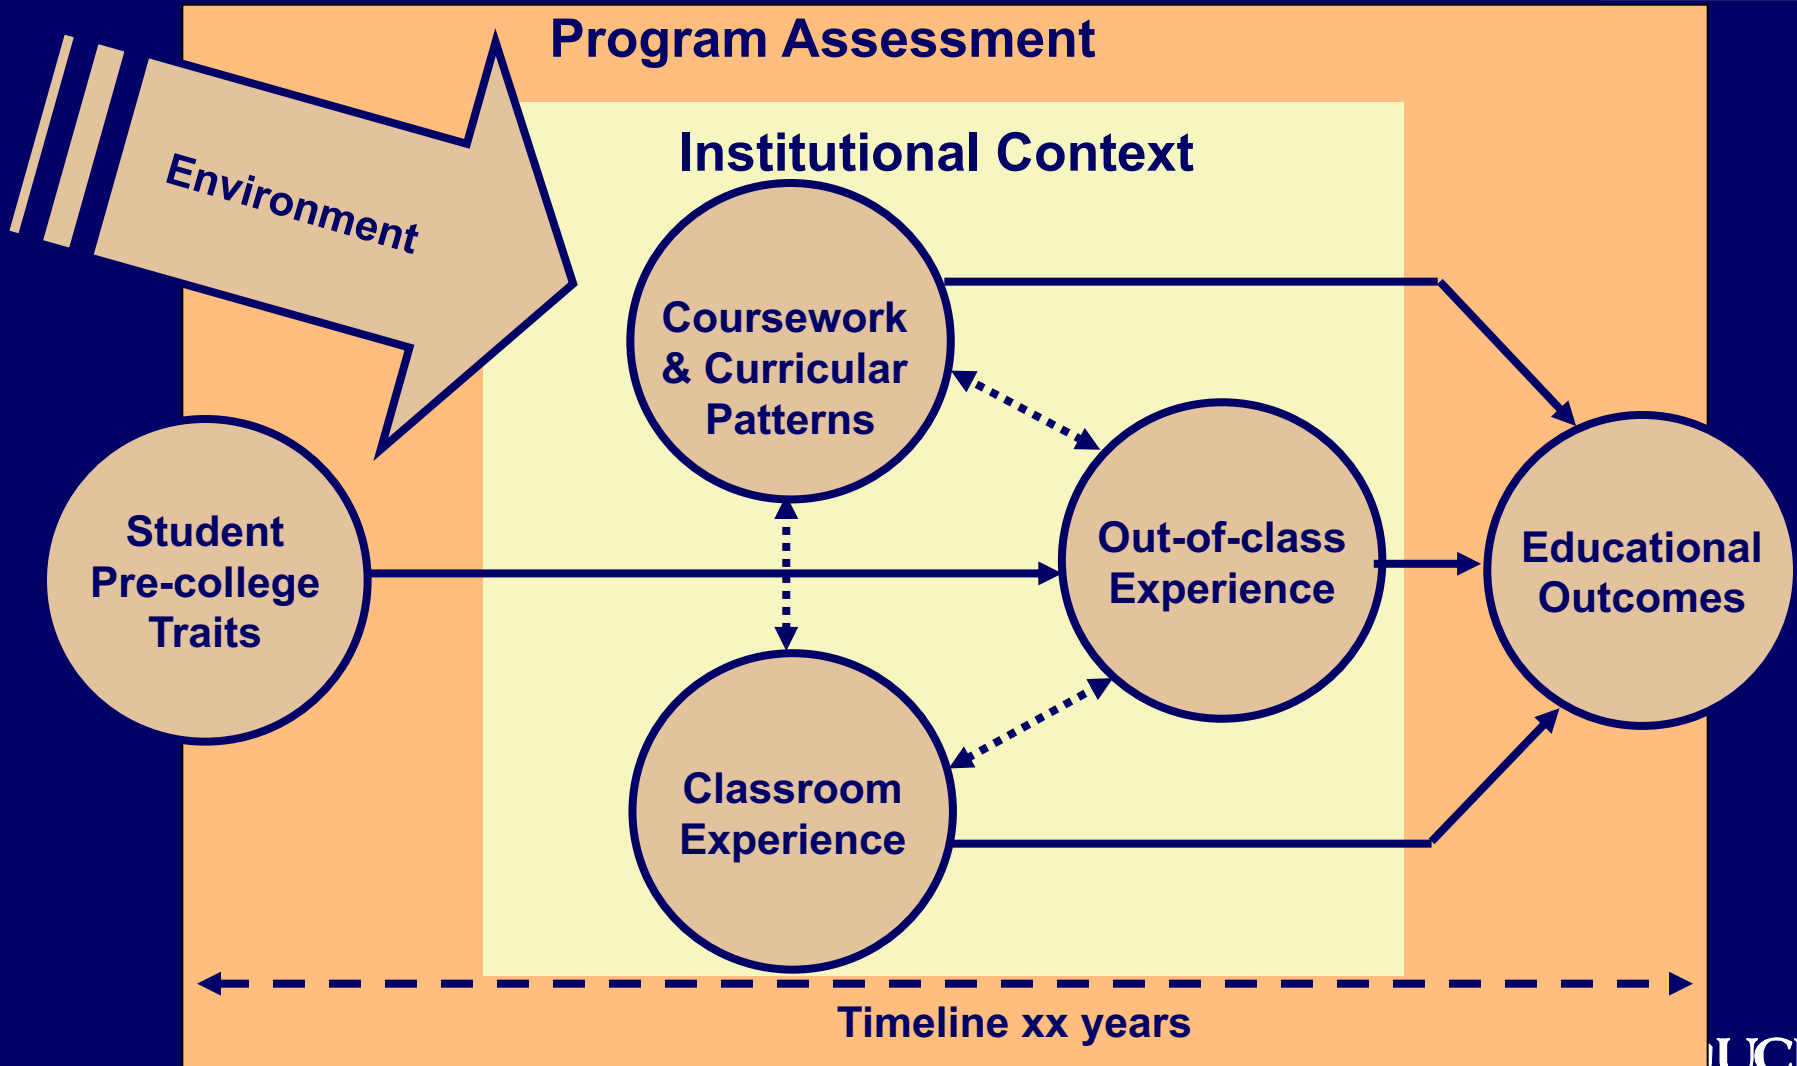 Program Assessment
Institutional Context
Environment
Coursework
& Curricular
Patterns
Student
Pre-college
Traits
Out-of-class
Experience
Educational
Outcomes
Classroom
Experience
Timeline xx years